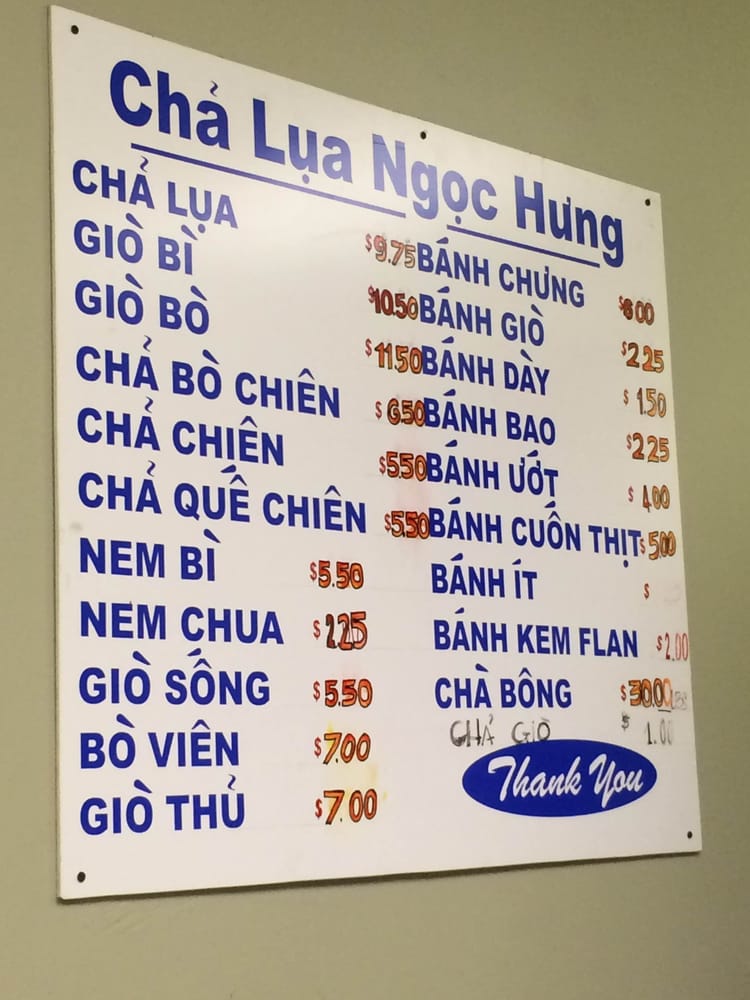 Chả Lụa Ngọc Hưng
CHẢ LỤA $9.75
GIÒ BÌ $10.50
GIÒ BÒ $11.50
CHẢ BÒ CHIÊN $6.50
CHẢ CHIÊN $5.50
CHẢ QUẾ CHIÊN $5.50
NEM BÌ $5.50
NEM CHUA $
GIÒ SỐNG $5.50
BÒ VIÊN $7.00
GIÒ THỦ $7.00
BÁNH CHƯNG $6.00
BÁNH GIÒ $2.25
BÁNH DÀY $1.50
BÁNH BAO $2.25
BÁNH ƯỚT $4.00
BÁNH CUỐN THỊT $5.00
BÁNH ÍT $
BÁNH KEM FLAN $2.00
CHÀ BÔNG $30.00
CHẢ GIÒ $1.00
Thank You